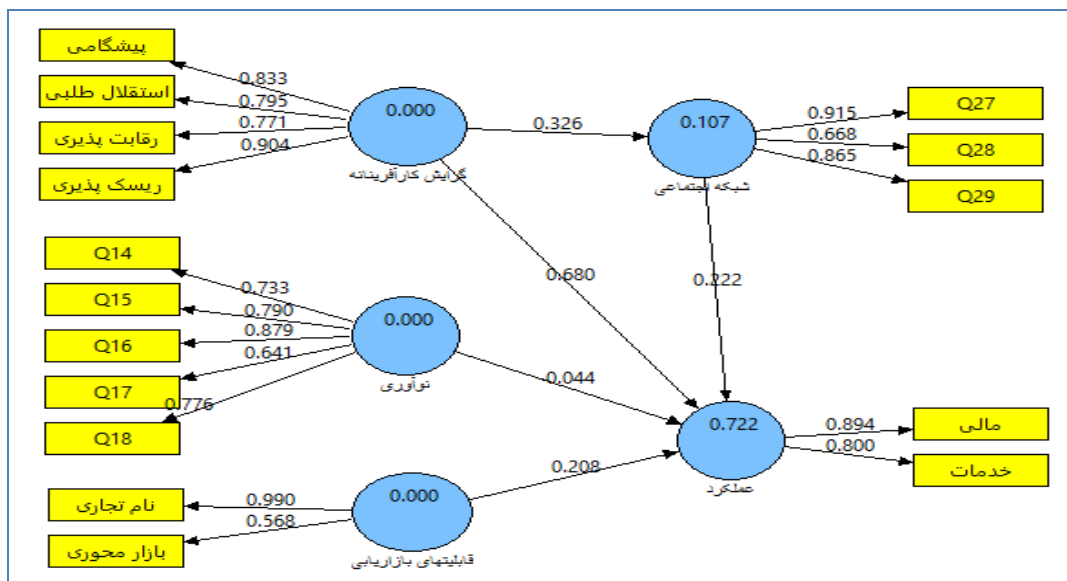 پیشگامی
استقلال طلبی
رقابت پذیری
ریسک پذیری
0.833
0.795
0.771
0.904
0.000
گرایش کارآفرینانه
0.326
0.107
شبکه اجتماعی
0.915
0.668
0.865
Q27
Q28
Q29
0.680
0.222
Q14
Q15
Q16
Q17
Q18
0.733
0.790
0.879
0.641
0.776
0.000
نوآوری
0.044
0.722
عملکرد
0.894
0.800
مالی
خدمات
0.208
نام تجاری
بازار محوری
0.990
0.568
0.000
قابلیتهای بازاریابی